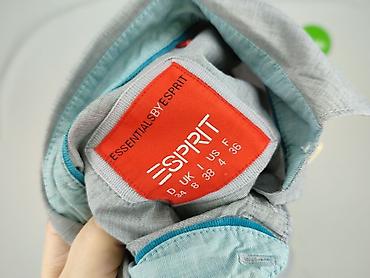 ESSENTIALSBYESPRIT
ESPRIT
D UK I US F
34 8 38 4 36